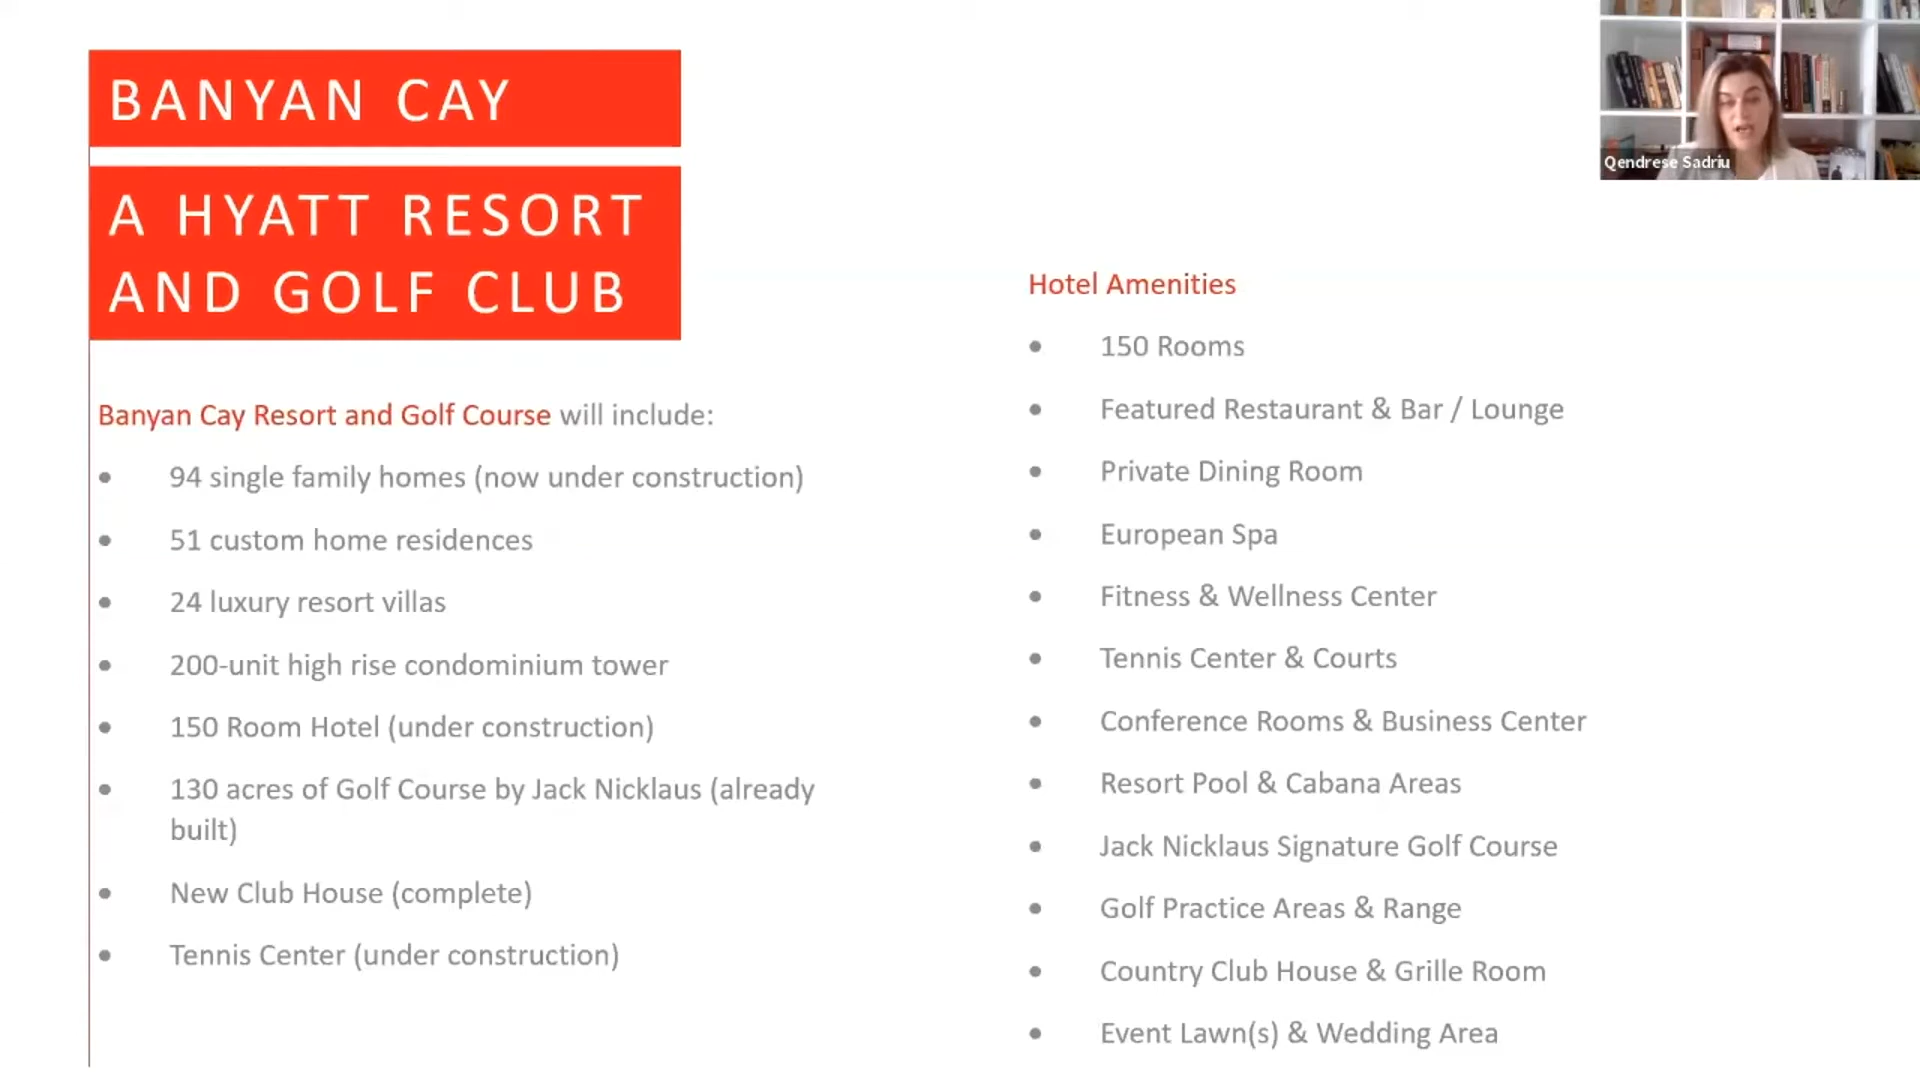 BANYAN CAY
A HYATT RESORT
AND GOLF CLUB
Qendrese Sadriu
Banyan Cay Resort and Golf Course will include:
• 94 single family homes (now under construction)
• 51 custom home residences
• 24 luxury resort villas
• 200-unit high rise condominium tower
• 150 Room Hotel (under construction)
• 130 acres of Golf Course by Jack Nicklaus (already
built)
• New Club House (complete)
• Tennis Center (under construction)
Hotel Amenities
• 150 Rooms
• Featured Restaurant & Bar / Lounge
• Private Dining Room
• European Spa
• Fitness & Wellness Center
• Tennis Center & Courts
• Conference Rooms & Business Center
• Resort Pool & Cabana Areas
• Jack Nicklaus Signature Golf Course
• Golf Practice Areas & Range
• Country Club House & Grille Room
• Event Lawn(s) & Wedding Area